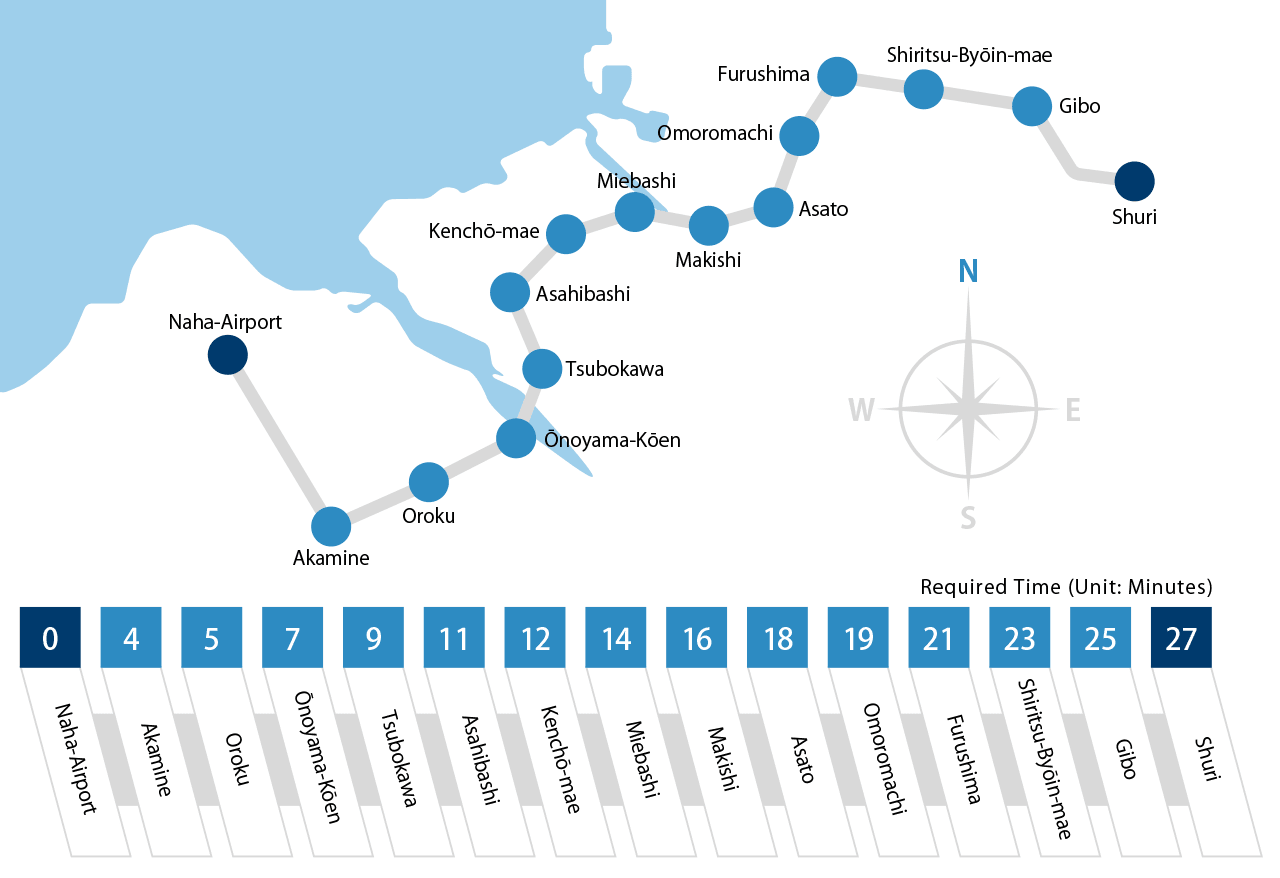 Shiritsu-Byōin-mae
Furushima
Gibo
Omoromachi
Miebashi
Asato
Shuri
Kenchō-mae
Makishi
N
Asahibashi
Naha-Airport
Tsubokawa
W
E
Ōnoyama-Kōen
Oroku
S
Akamine
Required Time (Unit: Minutes)
0 4 5 7 9 11 12 14 16 18 19 21 23 25 27
Naha-Airport
Akamine
Oroku
Ōnoyama-Kōen
Tsubokawa
Asahibashi
Kenchō-mae
Miebashi
Makishi
Asato
Omoromachi
Furushima
Shiritsu-Byōin-mae
Gibo
Shuri